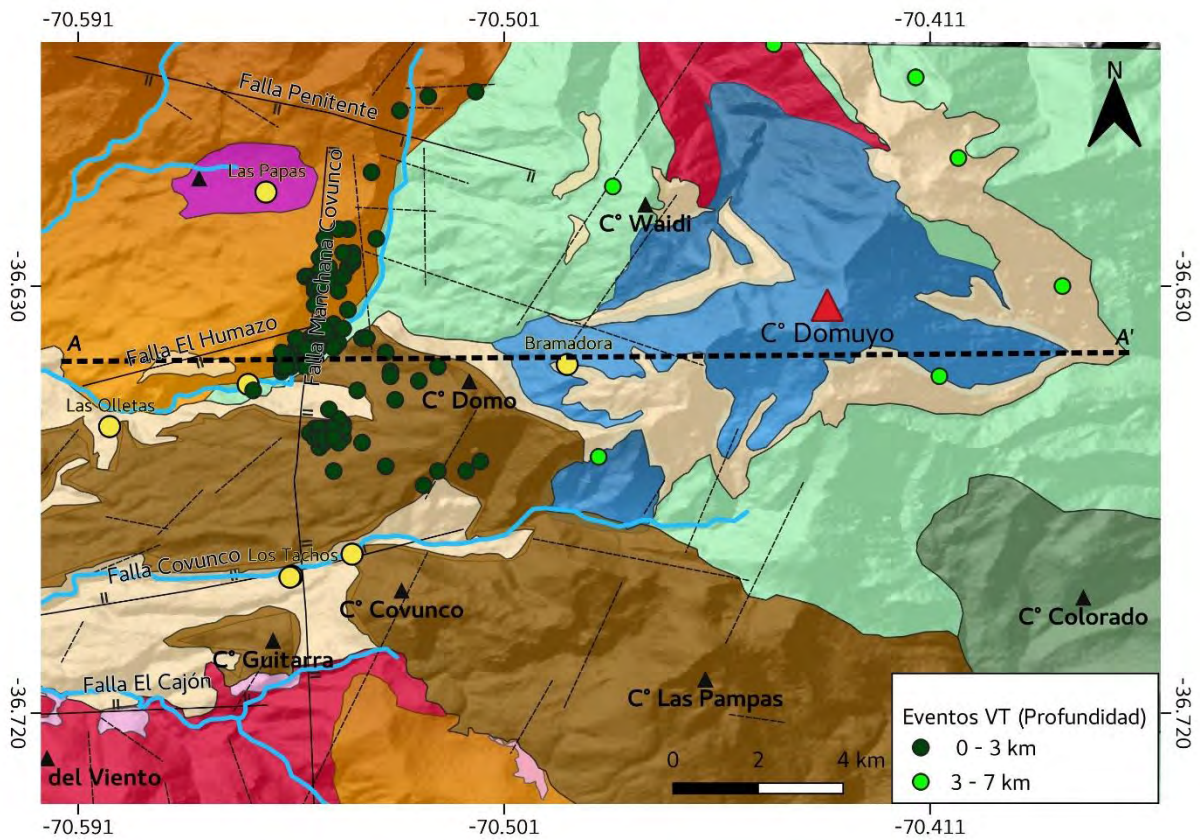 -70.591
-70.501
-70.411
N
Falla Penitente
Las Papas
Falla Manchana Covunco
C° Waidi
-36.630
-36.630
C° Domuyo
Falla El Humazo
A
A'
Bramadora
C° Domo
Las Olletas
Falla Covunco
Los Tachos
C° Covunco
C° Colorado
C° Guitarra
Falla El Cajón
C° Las Pampas
-36.720
-36.720
del Viento
0 2 4 km
Eventos VT (Profundidad)
0 - 3 km
3 - 7 km
-70.591
-70.501
-70.411